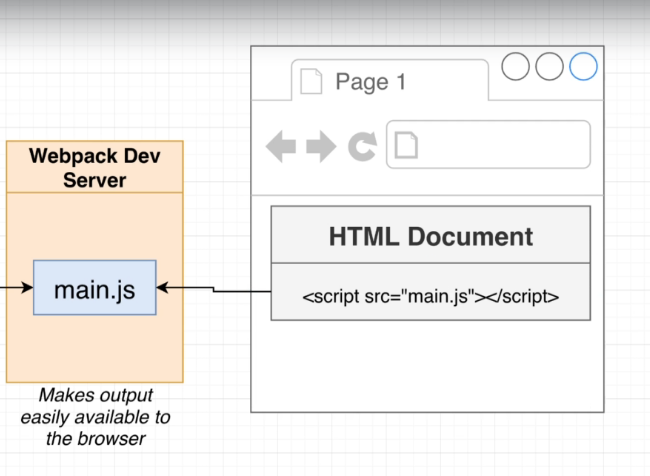 Webpack Dev
Server
main.js
Makes output
easily available to
the browser
Page 1
HTML Document
<script src="main.js"></script>